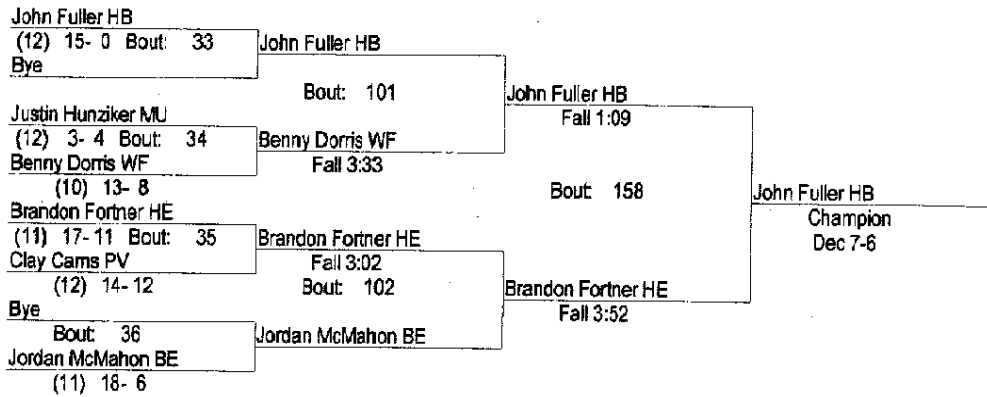 John Fuller HB
(12) 15- 0 Bout: 33
Bye
John Fuller HB
Bout: 101
Justin Hunziker MU
(12) 3- 4 Bout: 34
Benny Dorris WF
(10) 13- 8
Benny Dorris WF
Fall 3:33
John Fuller HB
Fall 1:09
Brandon Fortner HE
(11) 17- 11 Bout: 35
Clay Cams PV
(12) 14- 12
Brandon Fortner HE
Fall 3:02
Bout: 102
Bye
Bout: 36
Jordan McMahon BE
(11) 18- 6
Jordan McMahon BE
Brandon Fortner HE
Fall 3:52
Bout: 158
John Fuller HB
Champion
Dec 7-6